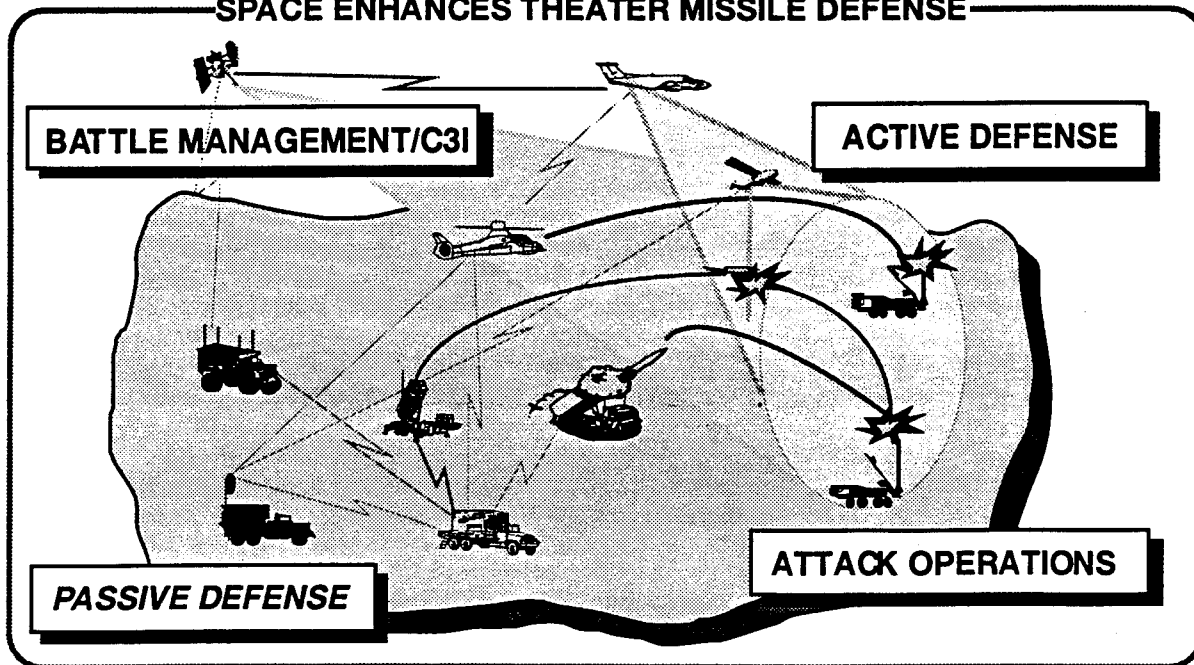 SPACE ENHANCES THEATER MISSILE DEFENSE
BATTLE MANAGEMENT/C3I
ACTIVE DEFENSE
PASSIVE DEFENSE
ATTACK OPERATIONS